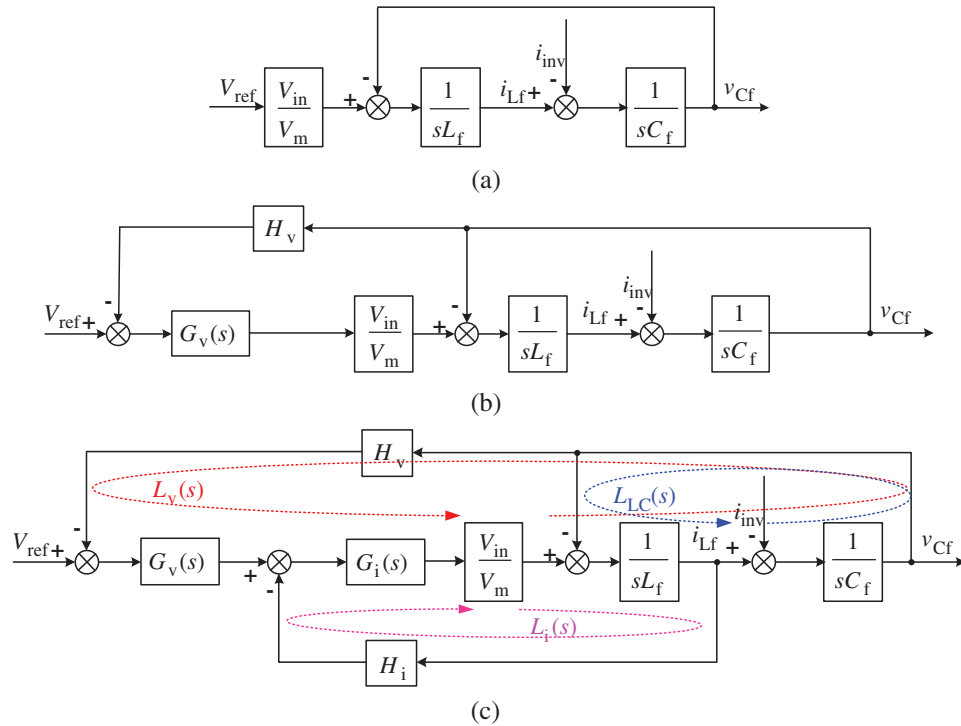 V_ref
V_in
V_m
+
-
1
sL_f
i_Lf
+
i_inv
-
1
sC_f
v_Cf
(a)
H_v
-
V_ref
+
G_v(s)
V_in
V_m
+
-
1
sL_f
i_Lf
+
i_inv
-
1
sC_f
v_Cf
(b)
H_v
L_v(s)
L_LC(s)
-
V_ref
+
G_v(s)
+
-
G_i(s)
V_in
V_m
+
-
1
sL_f
i_Lf
+
i_inv
-
1
sC_f
v_Cf
L_i(s)
H_i
(c)